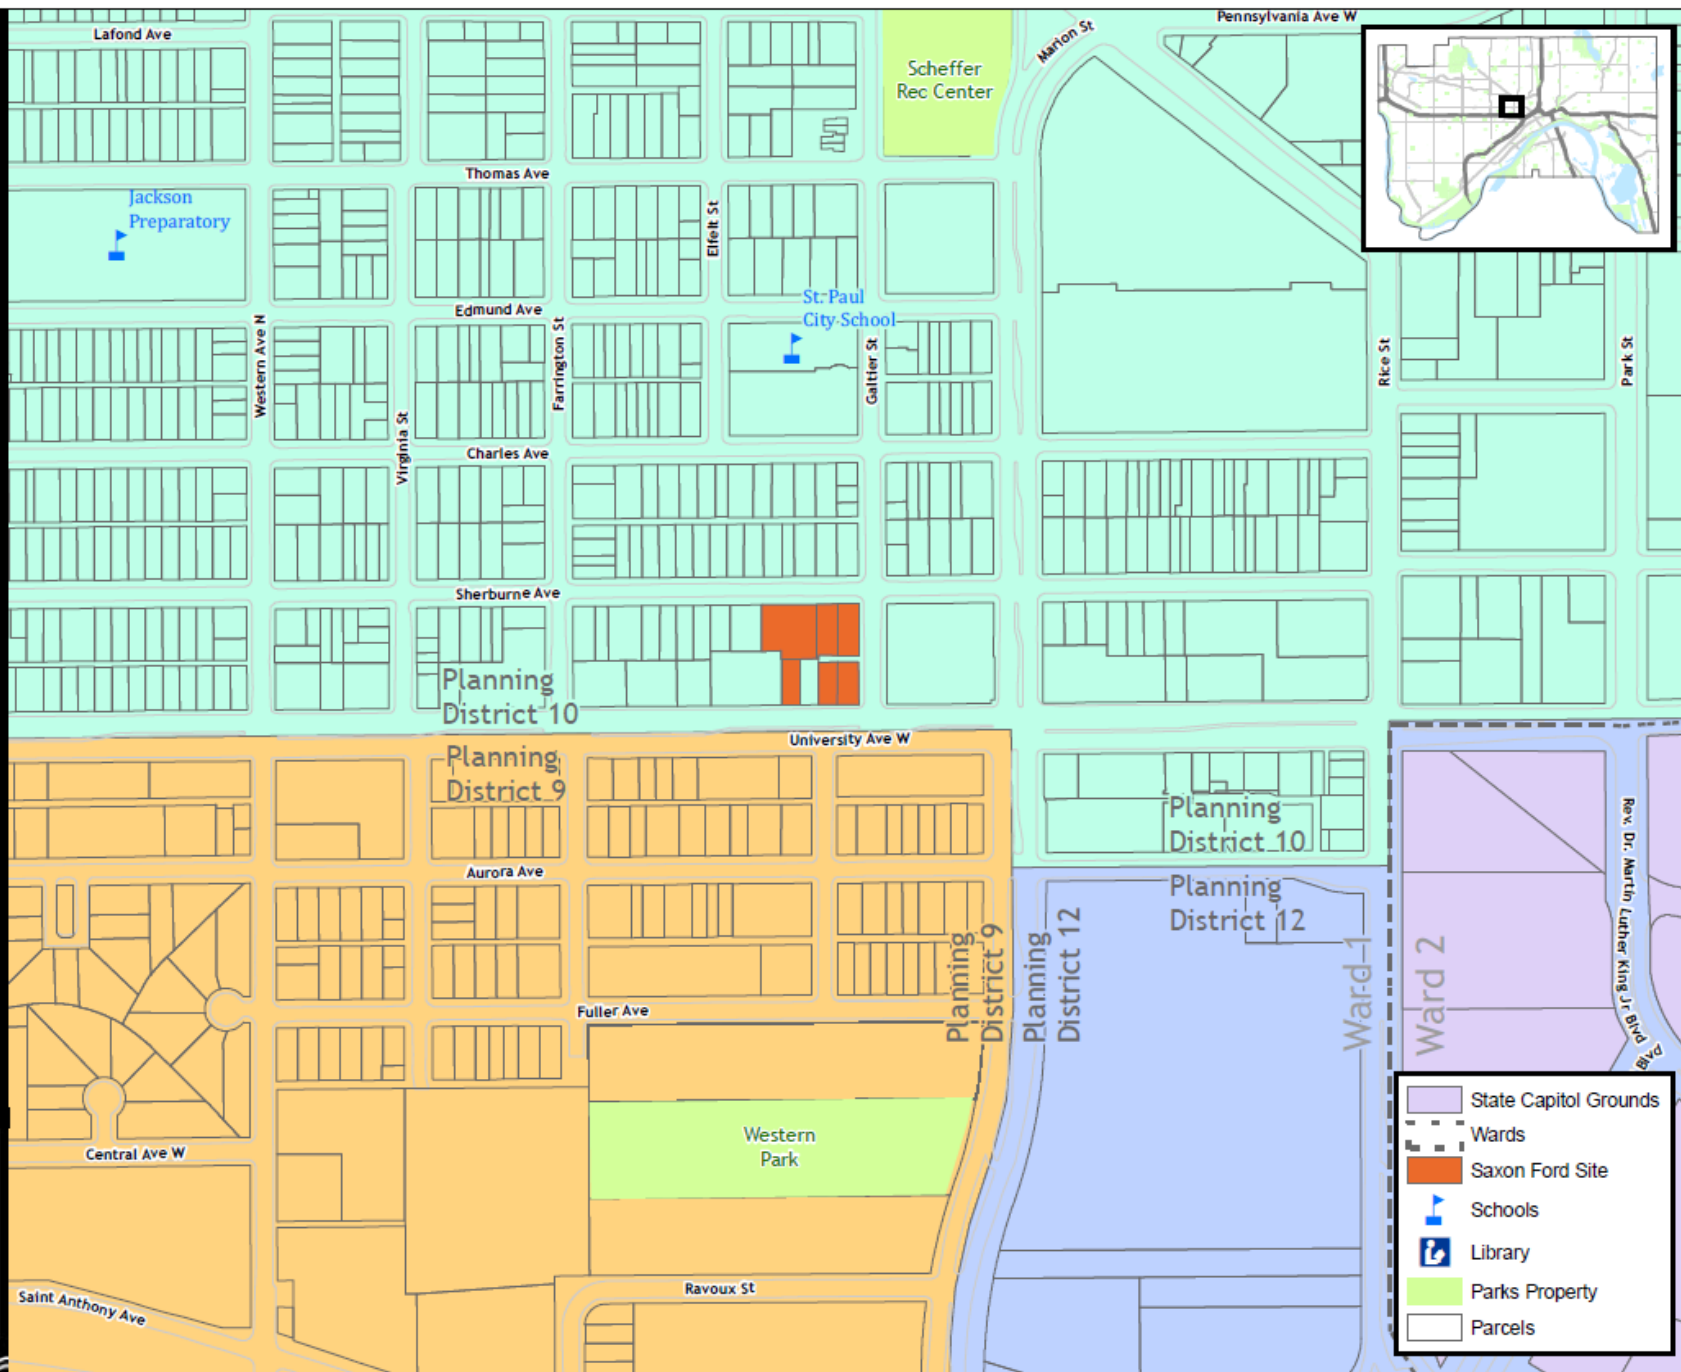 Lafond Ave
Pennsylvania Ave W
Marion St
Scheffer
Rec Center
Thomas Ave
Jackson
Preparatory
Elfelt St
St. Paul
City School
Edmund Ave
Western Ave N
Farrington St
Galtier St
Rice St
Park St
Virginia St
Charles Ave
Sherburne Ave
Planning
District 10
University Ave W
Planning
District 9
Planning
District 10
Rev. Dr. Martin Luther King Jr Blvd
Blvd
Aurora Ave
Planning
District 12
Planning
District 9
Planning
District 12
Ward 1
Ward 2
Fuller Ave
Western
Park
Central Ave W
Saint Anthony Ave
Ravoux St
State Capitol Grounds
Wards
Saxon Ford Site
Schools
Library
Parks Property
Parcels